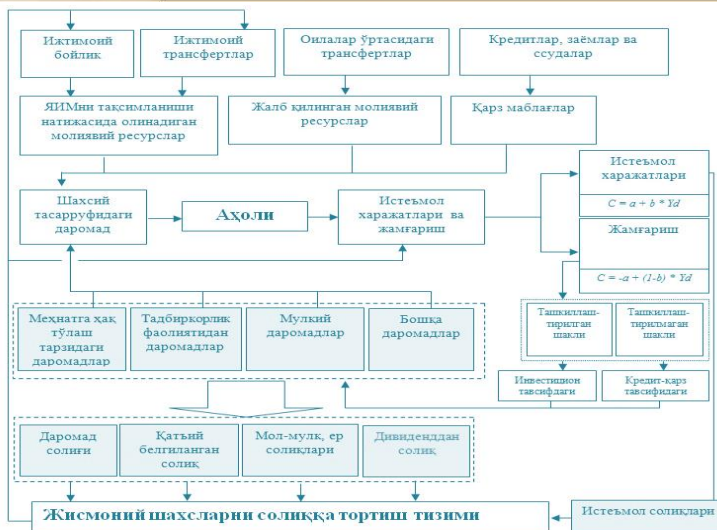 Ижтимоий
бойлик
Ижтимоий
трансфертлар
Оилалар ўртасидаги
трансфертлар
Кредитлар, заёмлар ва
ссудалар
ЯИМни тақсимланиши
натижасида олинадиган
молиявий ресурслар
Жалб қилинган молиявий
ресурслар
Қарз маблағлар
Шахсий
тасарруфидаги
даромад
Аҳоли
Истеъмол
харажатлари ва
жамғариш
Истеъмол
харажатлари
C = a + b * Yd
Жамғариш
C = -a + (1-b) * Yd
Меҳнатга ҳақ
тўлаш
тарзидаги
даромадлар
Тадбиркорлик
фаолиятидан
даромадлар
Мулкий
даромадлар
Бошқа
даромадлар
Ташкиллаш-
тирилган
шакли
Ташкиллаш-
тирилмаган
шакли
Инвестицион
тавсифдаги
Кредит-карз
тавсифидаги
Даромад
солиғи
Қатъий
белгиланган
солиқ
Мол-мулк, ер
солиқлари
Дивиденддан
солиқ
Жисмоний шахсларни солиққа тортиш тизими
Истеъмол солиқлари